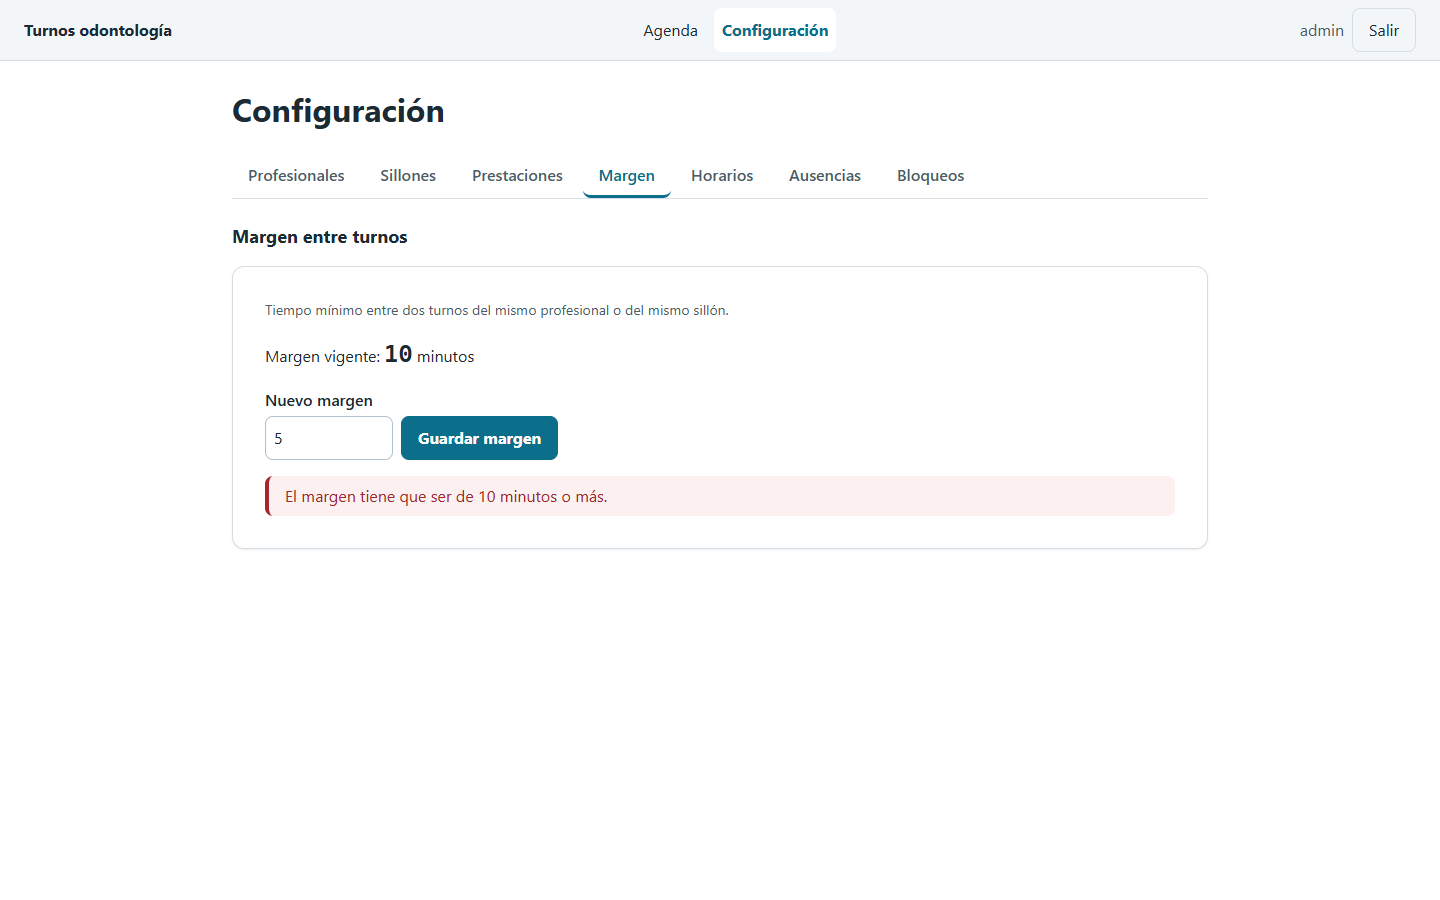 Turnos odontología
Agenda
Configuración
admin
Salir
Configuración
Profesionales
Sillones
Prestaciones
Margen
Horarios
Ausencias
Bloqueos
Margen entre turnos
Tiempo mínimo entre dos turnos del mismo profesional o del mismo sillón.
Margen vigente: 10 minutos
Nuevo margen
5
Guardar margen
El margen tiene que ser de 10 minutos o más.